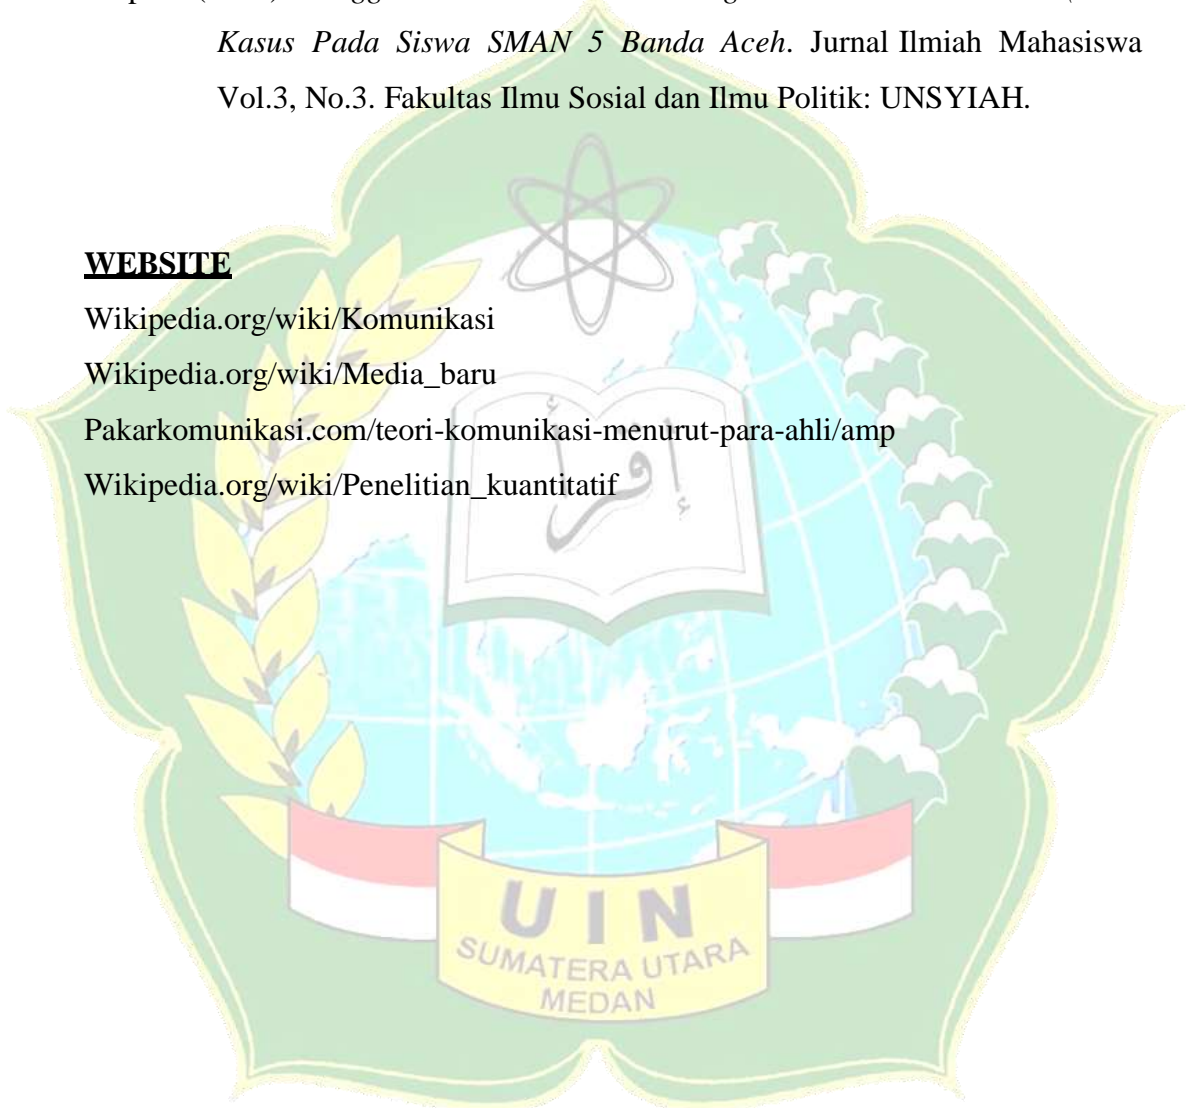 Kasus Pada Siswa SMAN 5 Banda Aceh. Jurnal Ilmiah Mahasiswa
Vol.3, No.3. Fakultas Ilmu Sosial dan Ilmu Politik: UNSYIAH.
WEBSITE
Wikipedia.org/wiki/Komunikasi
Wikipedia.org/wiki/Media_baru
Pakarkomunikasi.com/teori-komunikasi-menurut-para-ahli/amp
Wikipedia.org/wiki/Penelitian_kuantitatif
إقرأ
UIN
SUMATERA UTARA
MEDAN